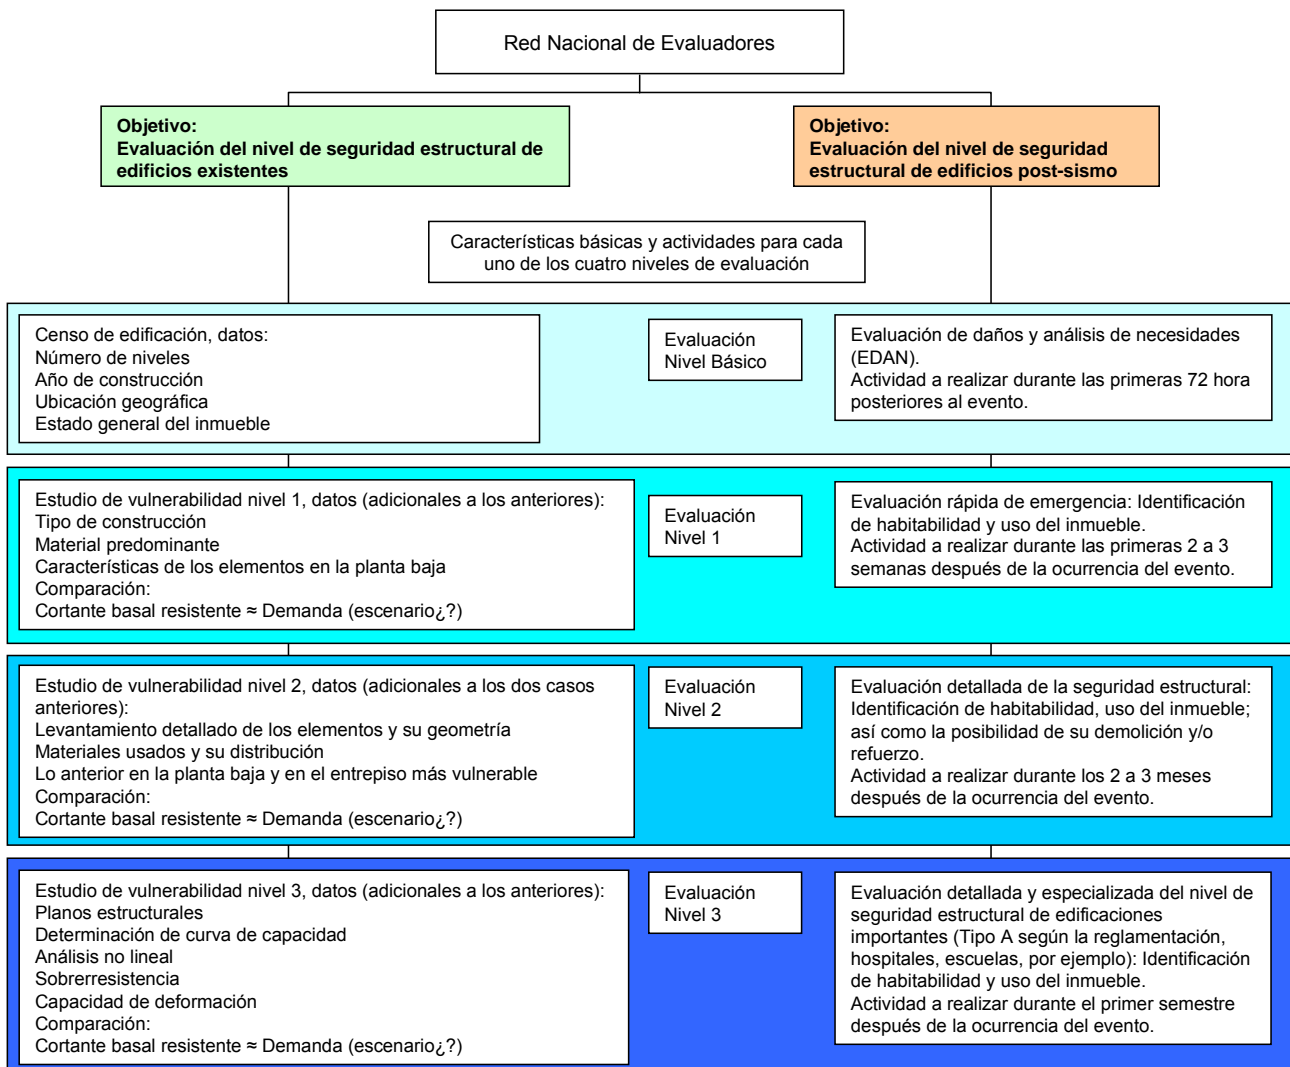 Red Nacional de Evaluadores
Objetivo:
Evaluación del nivel de seguridad estructural de
edificios existentes
Objetivo:
Evaluación del nivel de seguridad
estructural de edificios post-sismo
Características básicas y actividades para cada
uno de los cuatro niveles de evaluación
Censo de edificación, datos:
Número de niveles
Año de construcción
Ubicación geográfica
Estado general del inmueble
Evaluación
Nivel Básico
Evaluación de daños y análisis de necesidades
(EDAN).
Actividad a realizar durante las primeras 72 hora
posteriores al evento.
Estudio de vulnerabilidad nivel 1, datos (adicionales a los anteriores):
Tipo de construcción
Material predominante
Características de los elementos en la planta baja
Comparación:
Cortante basal resistente ≈ Demanda (escenario¿?)
Evaluación
Nivel 1
Evaluación rápida de emergencia: Identificación
de habitabilidad y uso del inmueble.
Actividad a realizar durante las primeras 2 a 3
semanas después de la ocurrencia del evento.
Estudio de vulnerabilidad nivel 2, datos (adicionales a los dos casos
anteriores):
Levantamiento detallado de los elementos y su geometría
Materiales usados y su distribución
Lo anterior en la planta baja y en el entrepiso más vulnerable
Comparación:
Cortante basal resistente ≈ Demanda (escenario¿?)
Evaluación
Nivel 2
Evaluación detallada de la seguridad estructural:
Identificación de habitabilidad, uso del inmueble;
así como la posibilidad de su demolición y/o
refuerzo.
Actividad a realizar durante los 2 a 3 meses
después de la ocurrencia del evento.
Estudio de vulnerabilidad nivel 3, datos (adicionales a los anteriores):
Planos estructurales
Determinación de curva de capacidad
Análisis no lineal
Sobrerresistencia
Capacidad de deformación
Comparación:
Cortante basal resistente ≈ Demanda (escenario¿?)
Evaluación
Nivel 3
Evaluación detallada y especializada del nivel de
seguridad estructural de edificaciones
importantes (Tipo A según la reglamentación,
hospitales, escuelas, por ejemplo): Identificación
de habitabilidad y uso del inmueble.
Actividad a realizar durante el primer semestre
después de la ocurrencia del evento.